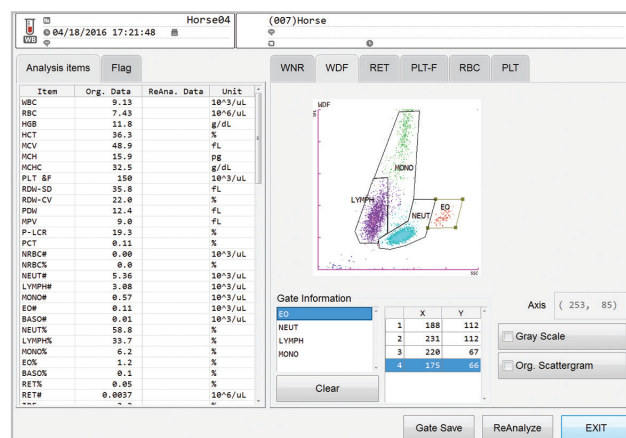 Horse04
(007)Horse
WB
04/18/2016 17:21:48
Analysis items Flag
Item Org. Data ReAna. Data Unit
WBC 9.13 10^3/uL
RBC 7.43 10^6/uL
HGB 11.8 g/dL
HCT 36.3 %
MCV 48.9 fL
MCH 15.9 pg
MCHC 32.5 g/dL
PLT &F 150 10^3/uL
RDW-SD 35.8 fL
RDW-CV 22.0 %
PDW 12.4 fL
MPV 9.0 fL
P-LCR 19.3 %
PCT 0.11 %
NRBC# 0.00 10^3/uL
NRBC% 0.0 %
NEUT# 5.36 10^3/uL
LYMPH# 3.08 10^3/uL
MONO# 0.57 10^3/uL
EO# 0.11 10^3/uL
BASO# 0.01 10^3/uL
NEUT% 58.8 %
LYMPH% 33.7 %
MONO% 6.2 %
EO% 1.2 %
BASO% 0.1 %
RET% 0.05 %
RET# 0.0037 10^6/uL
WNR WDF RET PLT-F RBC PLT
WDF
MONO
LYMPH
EO
NEUT
SSC
Gate Information
EO
NEUT
LYMPH
MONO
Clear
X Y
1 188 112
2 231 112
3 220 67
4 175 66
Axis ( 253, 85)
Gray Scale
Org. Scattergram
Gate Save ReAnalyze EXIT